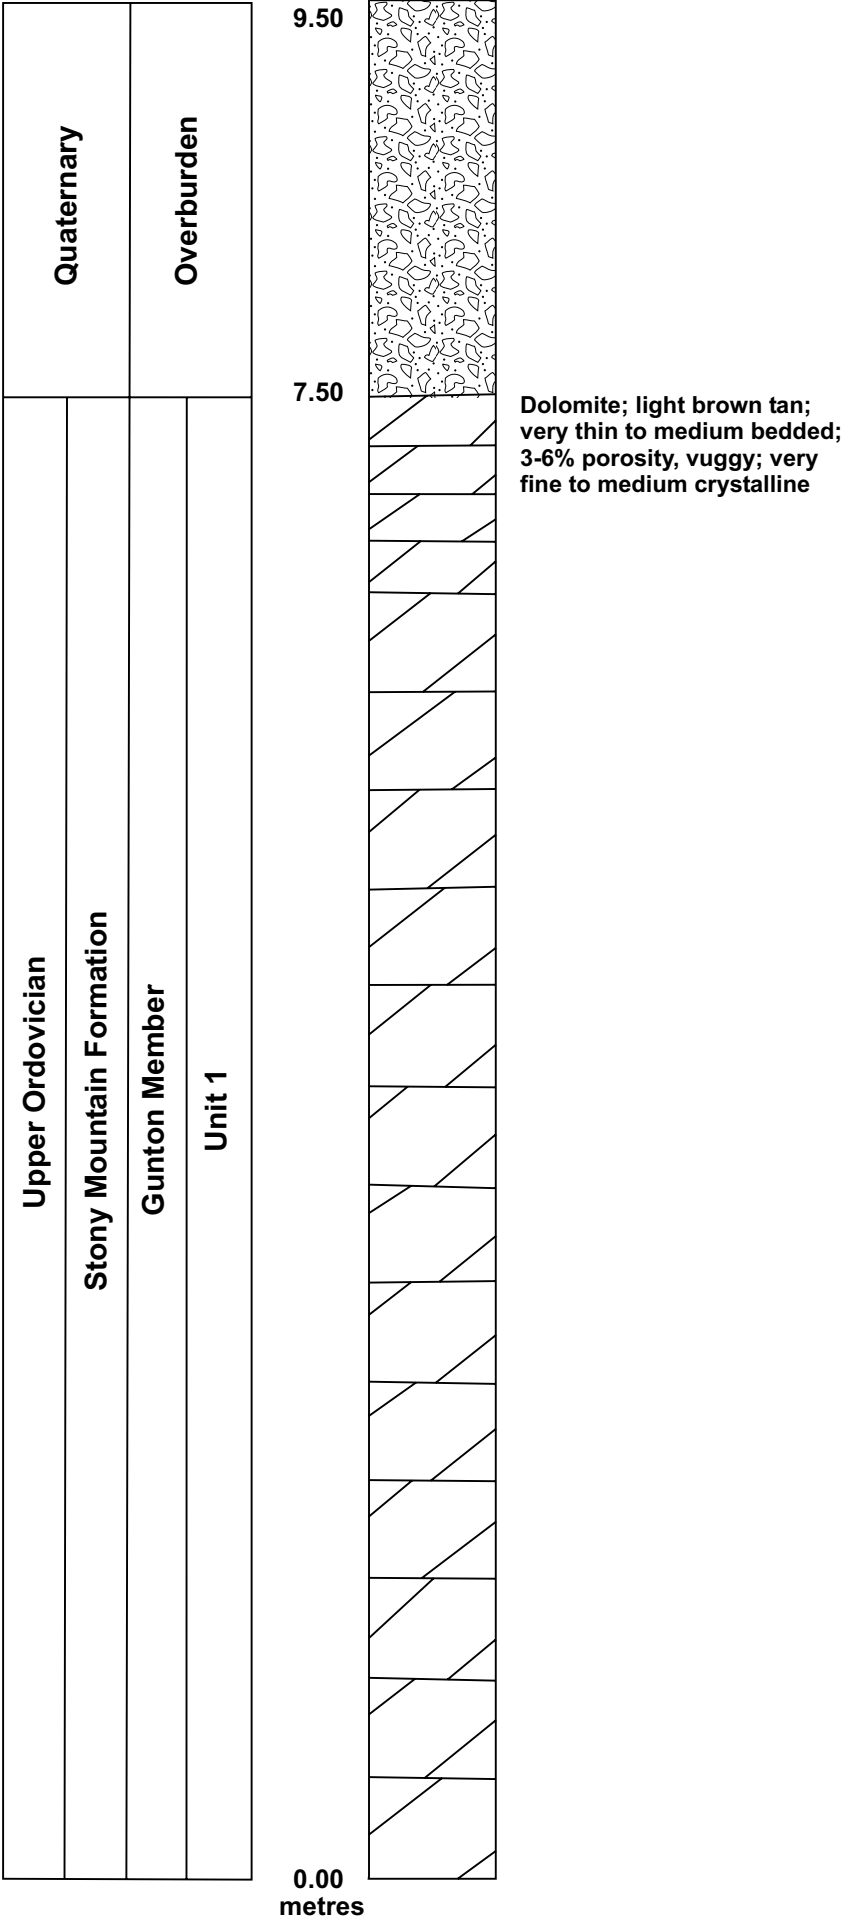 9.50
Quaternary
Overburden
7.50
Dolomite; light brown tan;
very thin to medium bedded;
3-6% porosity, vuggy; very
fine to medium crystalline
Upper Ordovician
Stony Mountain Formation
Gunton Member
Unit 1
0.00
metres